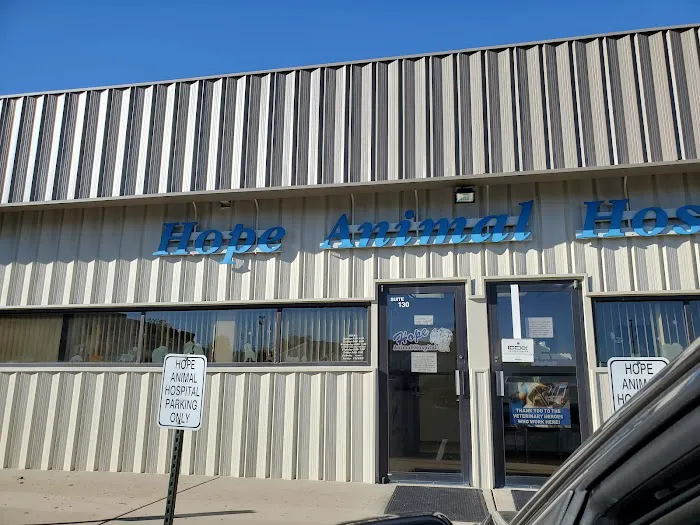 Hope Animal Hos
SUITE
130
Hope
Animal Hospital
HOPE
ANIMAL
HOSPITAL
PARKING
ONLY
THANK YOU TO THE
VETERINARY HEROES
WHO WORK HERE!
HOPE
ANIM
HO